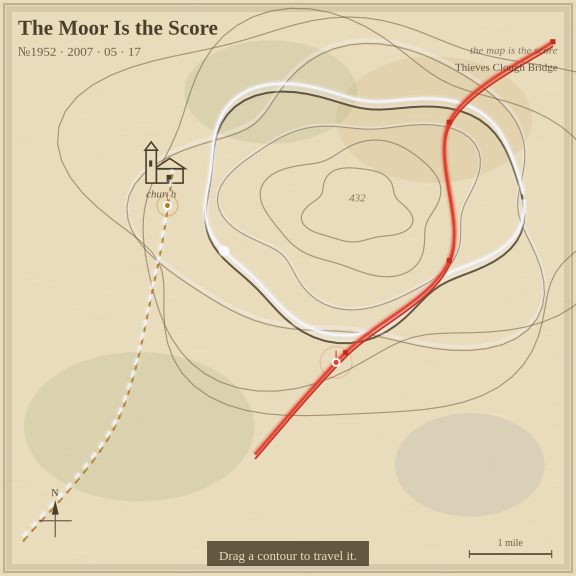 The Moor Is the Score
№1952 · 2007 · 05 · 17
the map is the score
Thieves Clough Bridge
church
432
N
1 mile
Drag a contour to travel it.